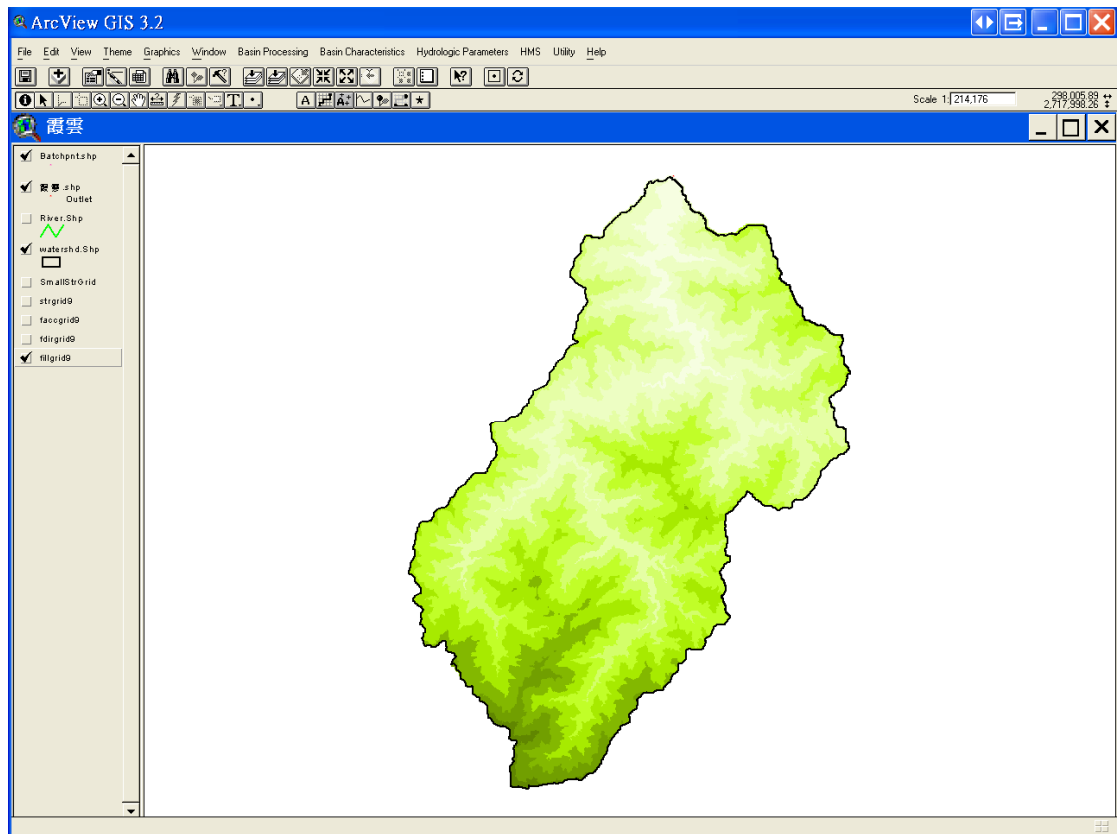 ArcView GIS 3.2
File Edit View Theme Graphics Window Basin Processing Basin Characteristics Hydrologic Parameters HMS Utility Help
Scale 1: 214,176
298,005.89
2,717,998.26
霞雲
Batchpnt.shp
霞雲.shp
Outlet
River.Shp
watershd.Shp
SmallStrGrid
strgrid9
faccgrid9
fdirgrid9
fillgrid9